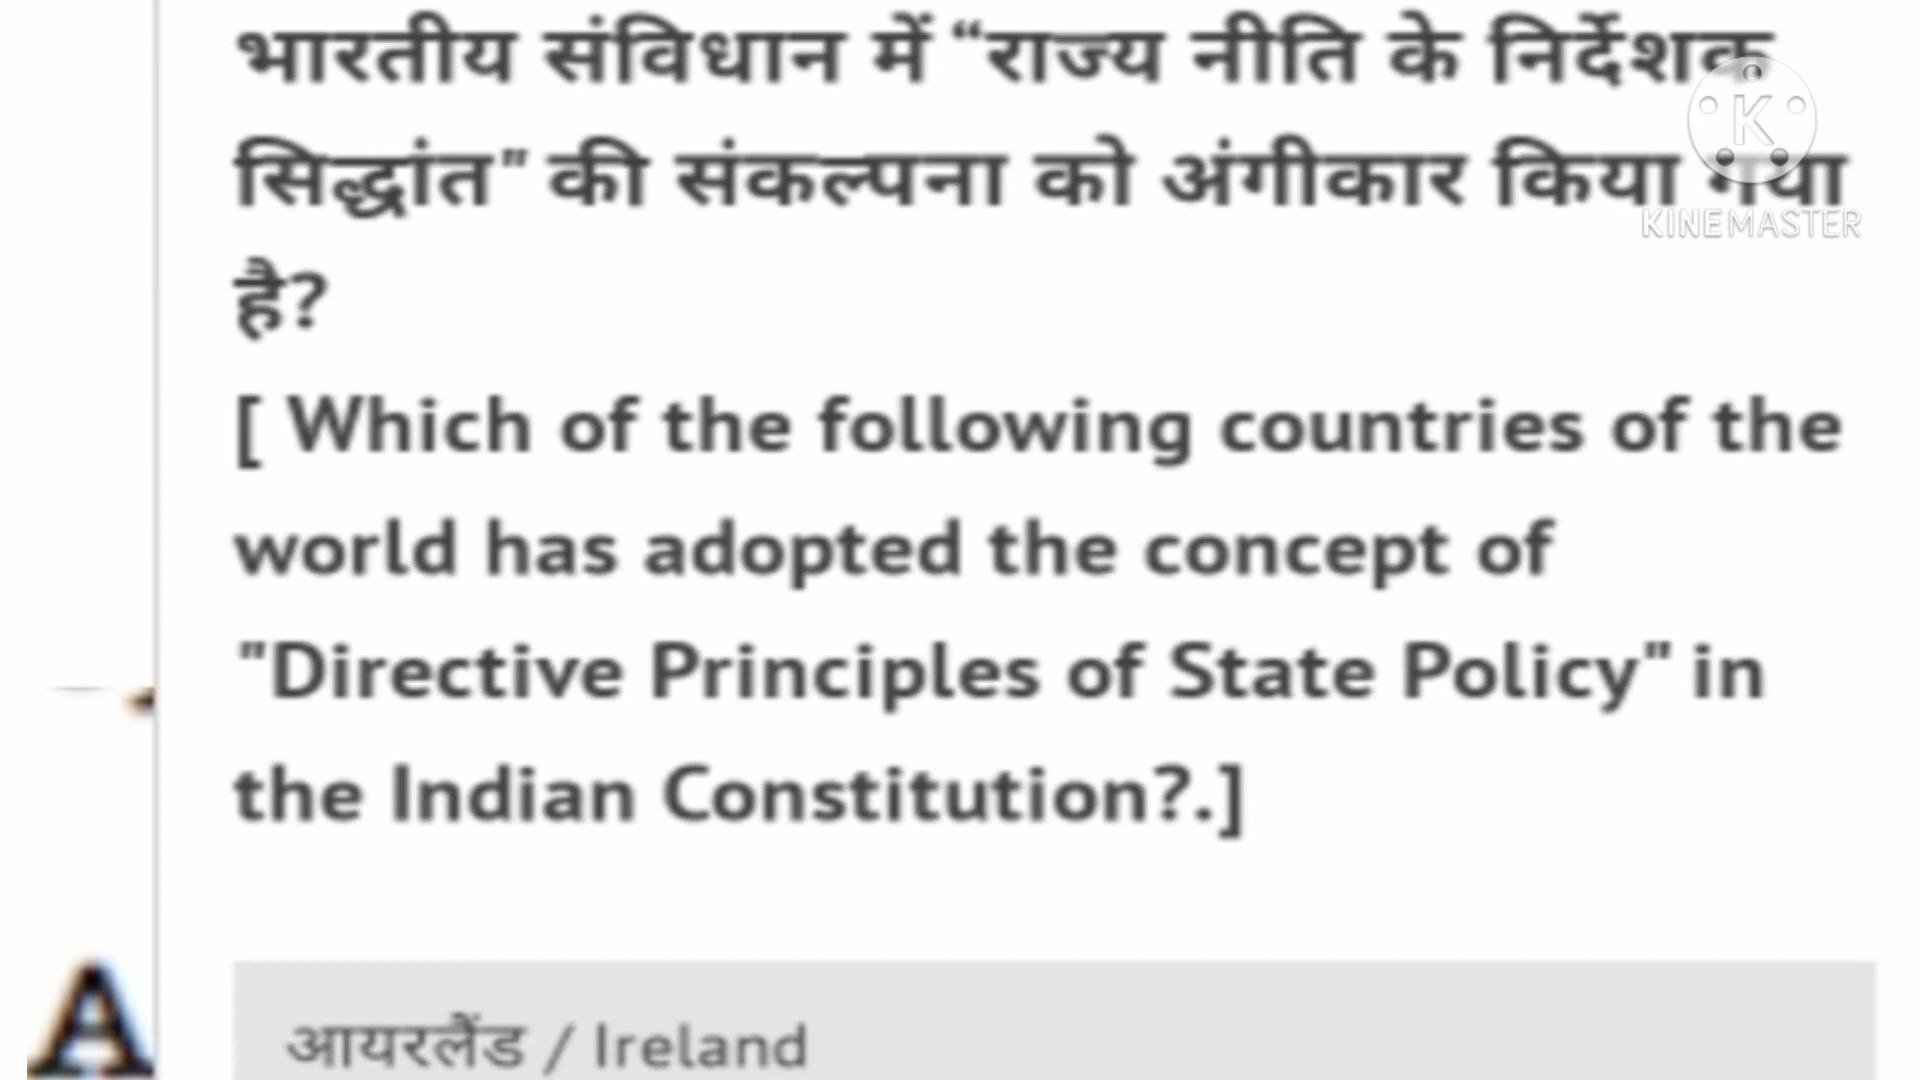 भारतीय संविधान में “राज्य नीति के निर्देशक
सिद्धांत" की संकल्पना को अंगीकार किया गया
है?
[ Which of the following countries of the
world has adopted the concept of
"Directive Principles of State Policy" in
the Indian Constitution?.]
A
आयरलैंड / Ireland
K
KINEMASTER